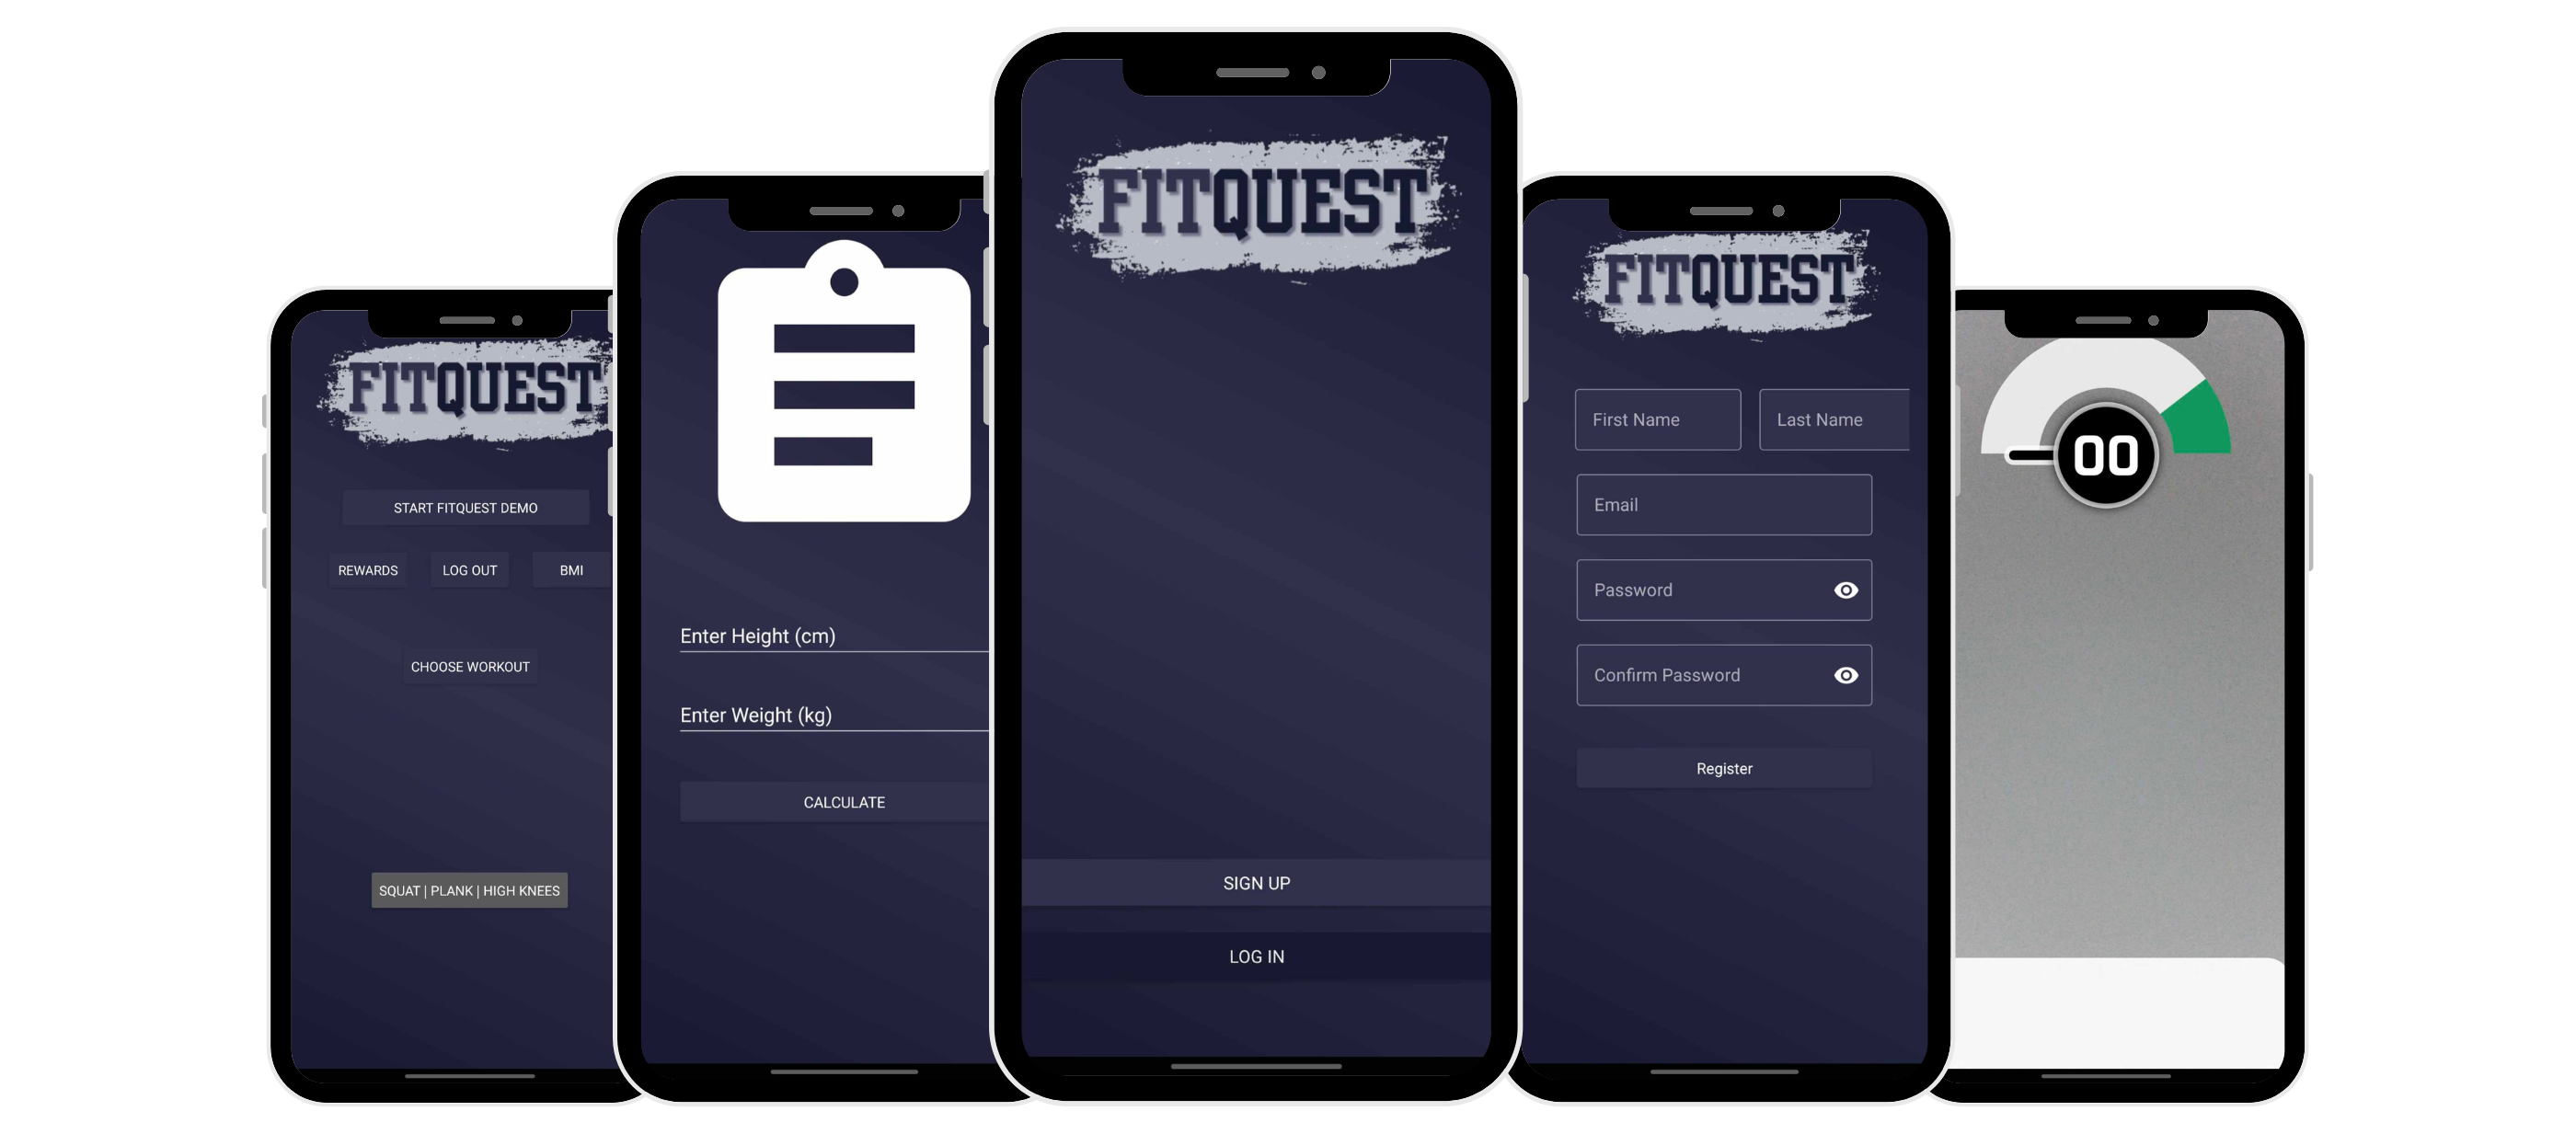 FITQUEST
START FITQUEST DEMO
REWARDS LOG OUT BMI
CHOOSE WORKOUT
SQUAT | PLANK | HIGH KNEES
Enter Height (cm)
Enter Weight (kg)
CALCULATE
FITQUEST
SIGN UP
LOG IN
FITQUEST
First Name Last Name
Email
Password
Confirm Password
Register
00